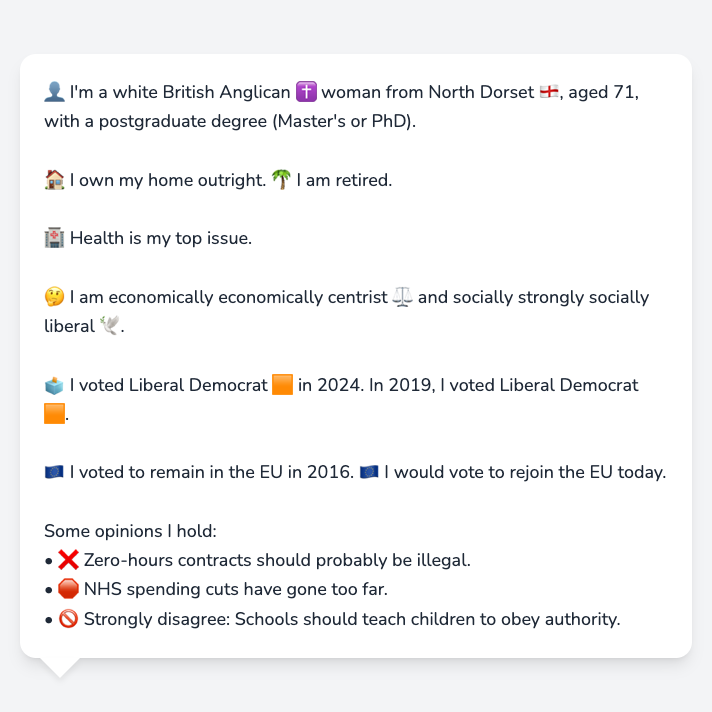 👤 I'm a white British Anglican ✝️ woman from North Dorset 🏴󠁧󠁢󠁥󠁮󠁧󠁿, aged 71,
with a postgraduate degree (Master's or PhD).
🏠 I own my home outright. 🌴 I am retired.
🏥 Health is my top issue.
🤔 I am economically economically centrist ⚖️ and socially strongly socially
liberal 🕊️.
🗳️ I voted Liberal Democrat 🟧 in 2024. In 2019, I voted Liberal Democrat
🟧.
🇪🇺 I voted to remain in the EU in 2016. 🇪🇺 I would vote to rejoin the EU today.
Some opinions I hold:
• ❌ Zero-hours contracts should probably be illegal.
• 🛑 NHS spending cuts have gone too far.
• 🚫 Strongly disagree: Schools should teach children to obey authority.